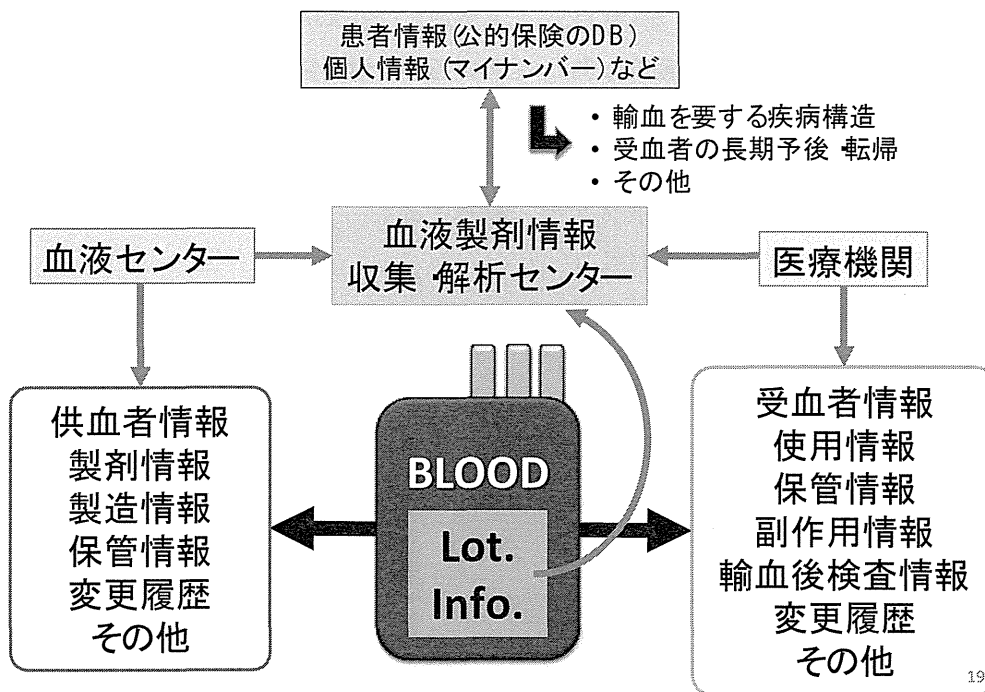 患者情報(公的保険のDB)
個人情報 (マイナンバー)など
・ 輸血を要する疾病構造
・ 受血者の長期予後・転帰
・ その他
血液センター
血液製剤情報
収集・解析センター
医療機関
供血者情報
製剤情報
製造情報
保管情報
変更履歴
その他
BLOOD
Lot.
Info.
受血者情報
使用情報
保管情報
副作用情報
輸血後検査情報
変更履歴
その他
19